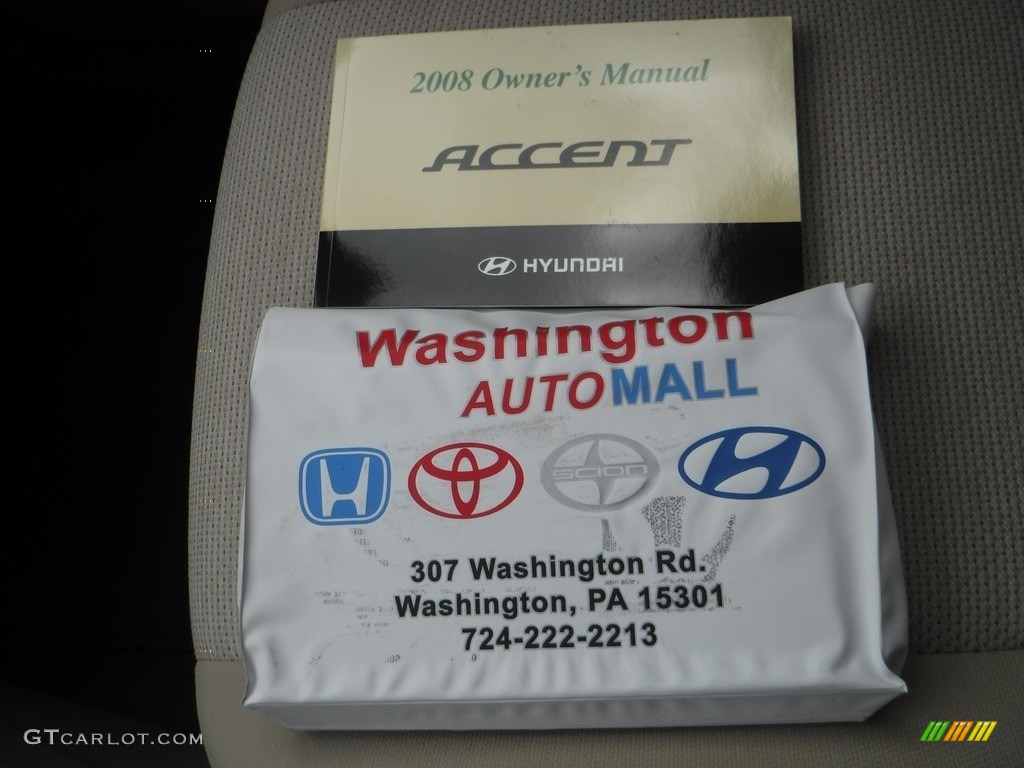 2008 Owner's Manual
ACCENT
HYUNDAI
Washington
AUTOMALL
SCION
307 Washington Rd.
Washington, PA 15301
724-222-2213
GTCARLOT.COM